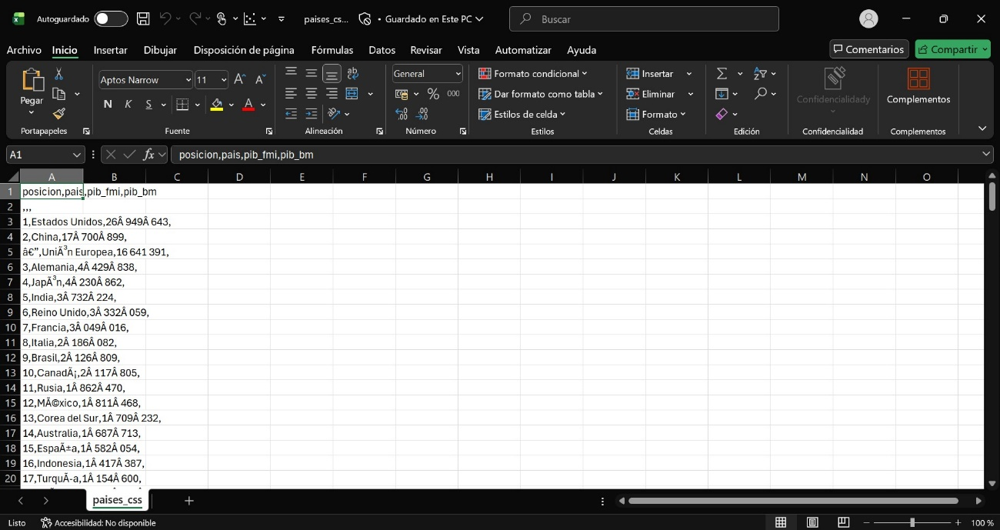 Autoguardado
paises_cs... • Guardado en Este PC
Buscar
Archivo Inicio Insertar Dibujar Disposición de página Fórmulas Datos Revisar Vista Automatizar Ayuda
Comentarios Compartir
Pegar
Portapapeles
Aptos Narrow 11
N K S
Fuente
Alineación
General
% 000
Número
Formato condicional
Dar formato como tabla
Estilos de celda
Estilos
Insertar
Eliminar
Formato
Celdas
Edición
Confidencialidady
Confidencialidad
Complementos
Complementos
A1 fx posicion,pais,pib_fmi,pib_bm
A B C D E F G H I J K L M N O
1 posicion,pais,pib_fmi,pib_bm
2 ,,,
3 1,Estados Unidos,26Â 949Â 643,
4 2,China,17Â 700Â 899,
5 â€”,UniÃ³n Europea,16 641 391,
6 3,Alemania,4Â 429Â 838,
7 4,JapÃ³n,4Â 230Â 862,
8 5,India,3Â 732Â 224,
9 6,Reino Unido,3Â 332Â 059,
10 7,Francia,3Â 049Â 016,
11 8,Italia,2Â 186Â 082,
12 9,Brasil,2Â 126Â 809,
13 10,CanadÃ¡,2Â 117Â 805,
14 11,Rusia,1Â 862Â 470,
15 12,MÃ©xico,1Â 811Â 468,
16 13,Corea del Sur,1Â 709Â 232,
17 14,Australia,1Â 687Â 713,
18 15,EspaÃ±a,1Â 582Â 054,
19 16,Indonesia,1Â 417Â 387,
20 17,TurquÃ-a,1Â 154Â 600,
paises_css
Listo Accesibilidad: No disponible 100 %